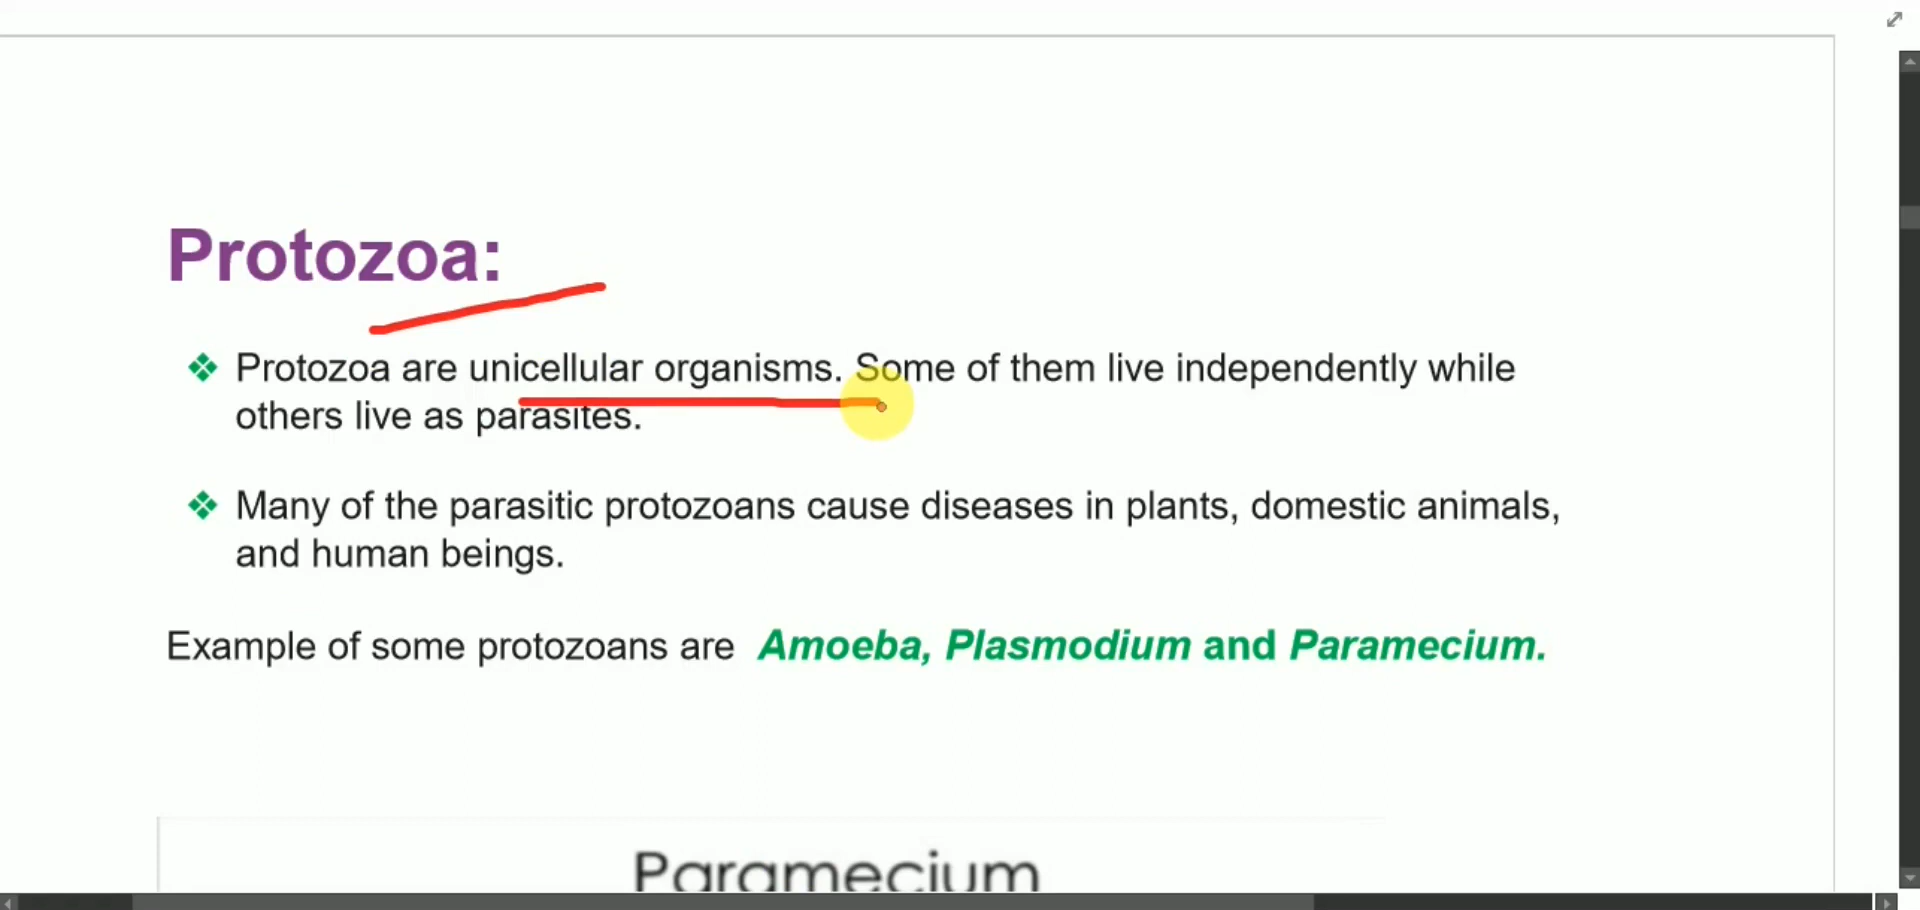 Protozoa:
❖ Protozoa are unicellular organisms. Some of them live independently while
others live as parasites.
❖ Many of the parasitic protozoans cause diseases in plants, domestic animals,
and human beings.
Example of some protozoans are Amoeba, Plasmodium and Paramecium.
Paramecium